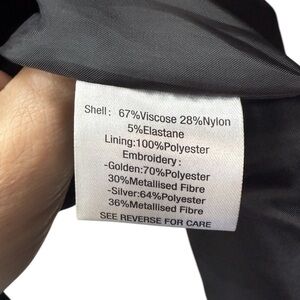 Shell: 67%Viscose 28%Nylon
5%Elastane
Lining:100%Polyester
Embroidery:
-Golden:70%Polyester
30%Metallised Fibre
-Silver:64%Polyester
36%Metallised Fibre
SEE REVERSE FOR CARE